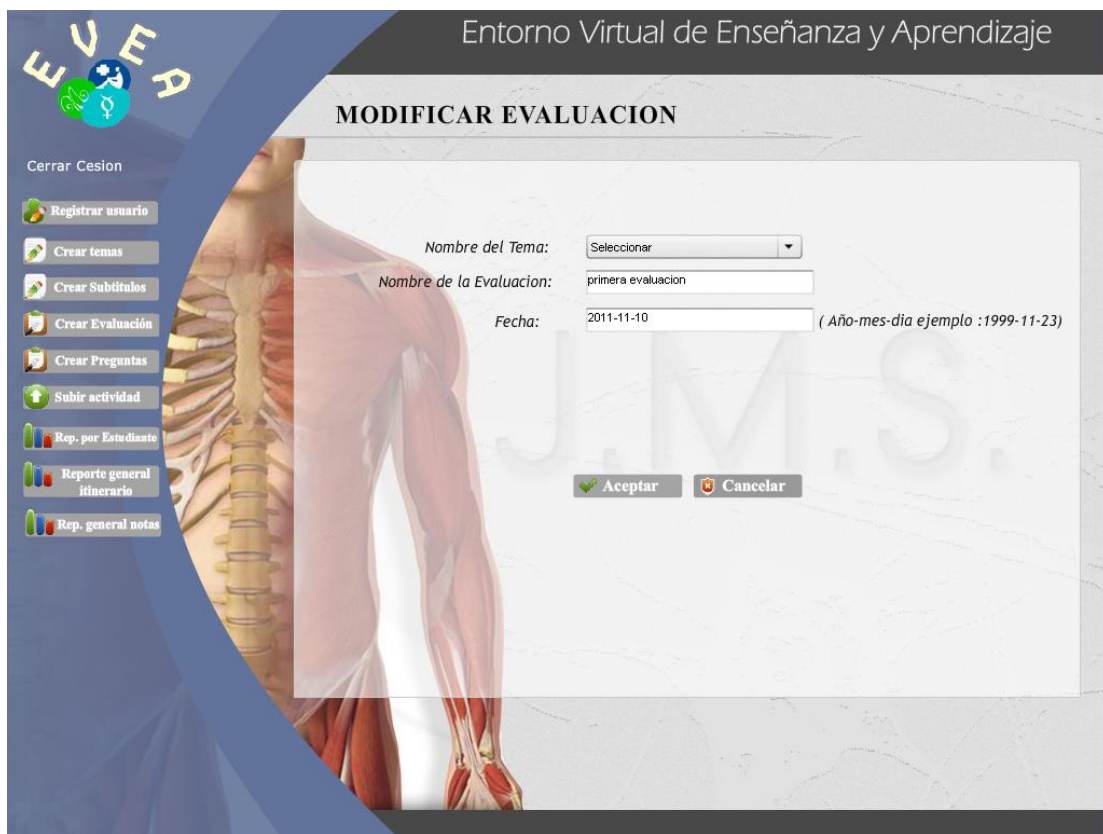 EVEA
Entorno Virtual de Enseñanza y Aprendizaje
MODIFICAR EVALUACION
Cerrar Cesion
Registrar usuario
Crear temas
Crear Subtitulos
Crear Evaluación
Crear Preguntas
Subir actividad
Rep. por Estudiante
Reporte general
itinerario
Rep. general notas
Nombre del Tema: Seleccionar
Nombre de la Evaluacion: primera evaluacion
Fecha: 2011-11-10 ( Año-mes-dia ejemplo :1999-11-23)
J.M.S.
Aceptar Cancelar